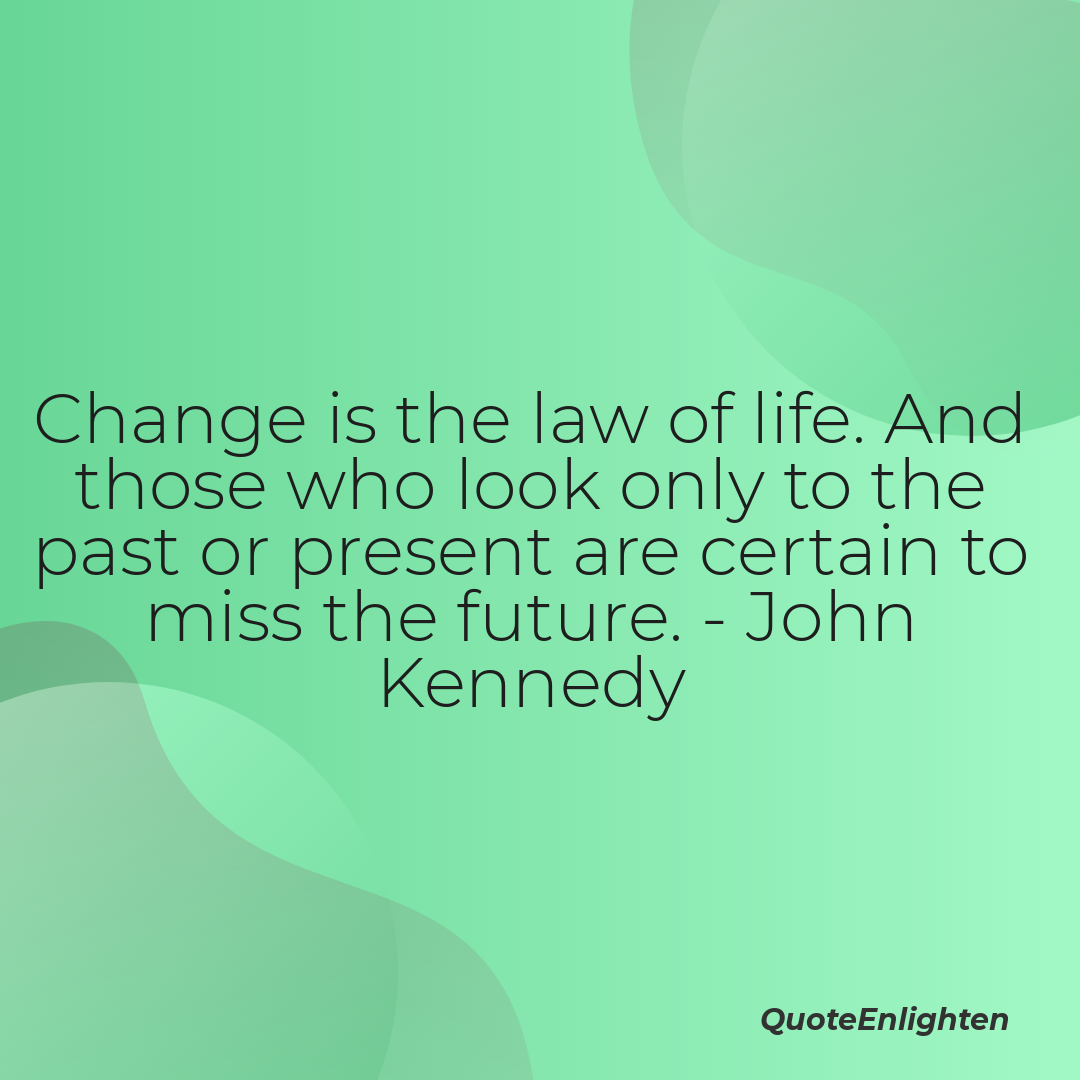 Change is the law of life. And
those who look only to the
past or present are certain to
miss the future. - John
Kennedy
QuoteEnlighten